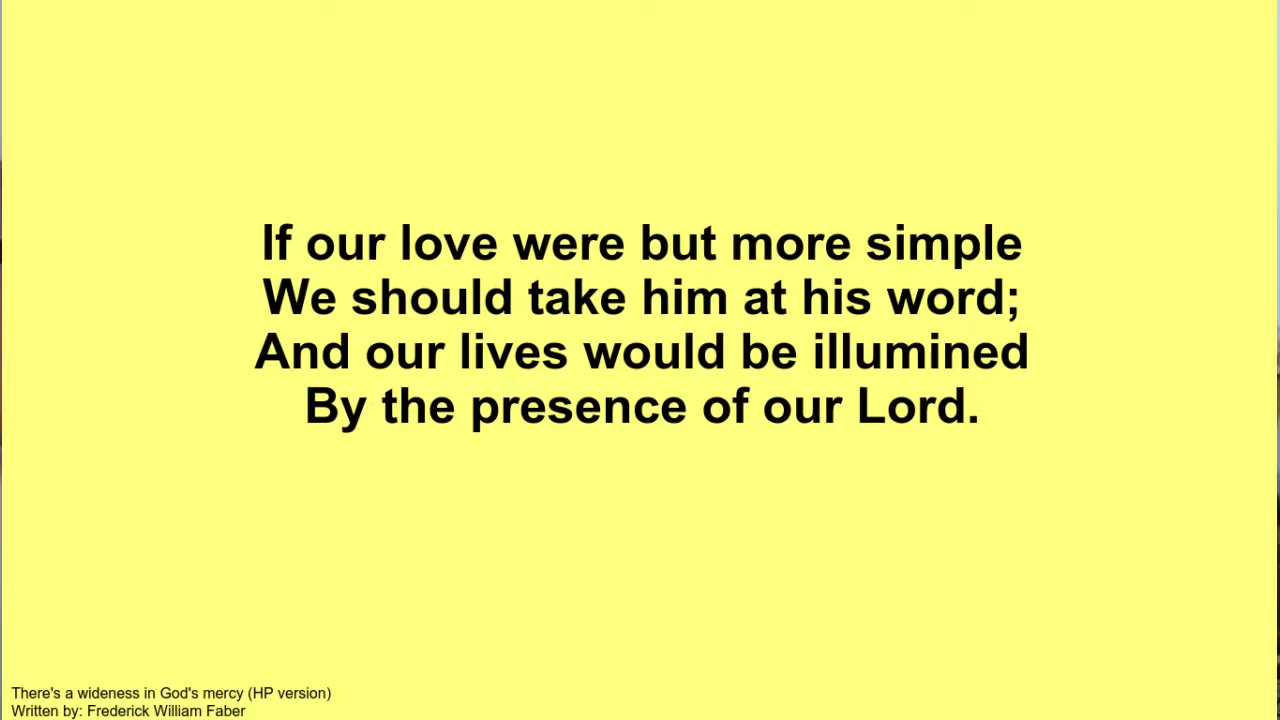 If our love were but more simple
We should take him at his word;
And our lives would be illumined
By the presence of our Lord.
There's a wideness in God's mercy (HP version)
Written by: Frederick William Faber